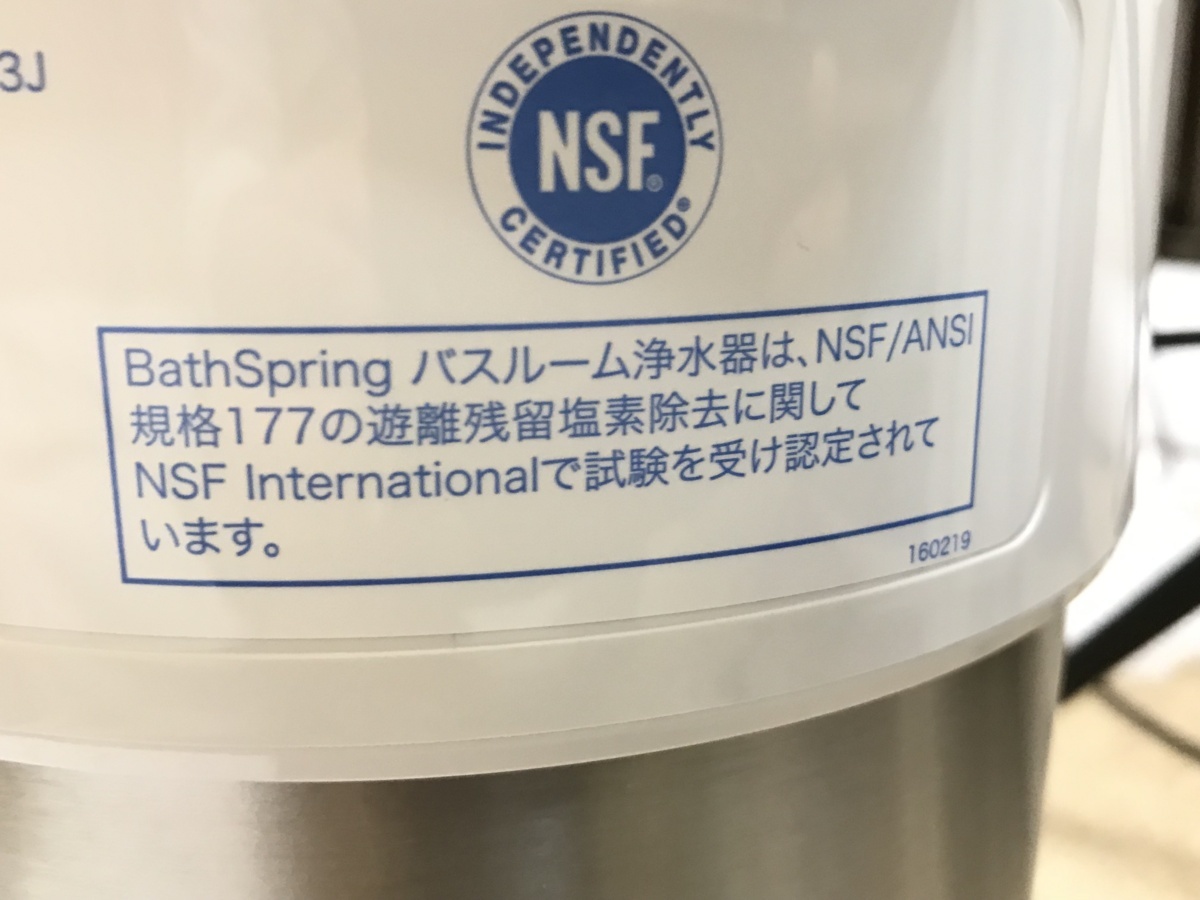 3J
INDEPENDENTLY
NSF®
CERTIFIED®
BathSpring バスルーム浄水器は、NSF/ANSI
規格177の遊離残留塩素除去に関して
NSF Internationalで試験を受け認定されて
います。
160219